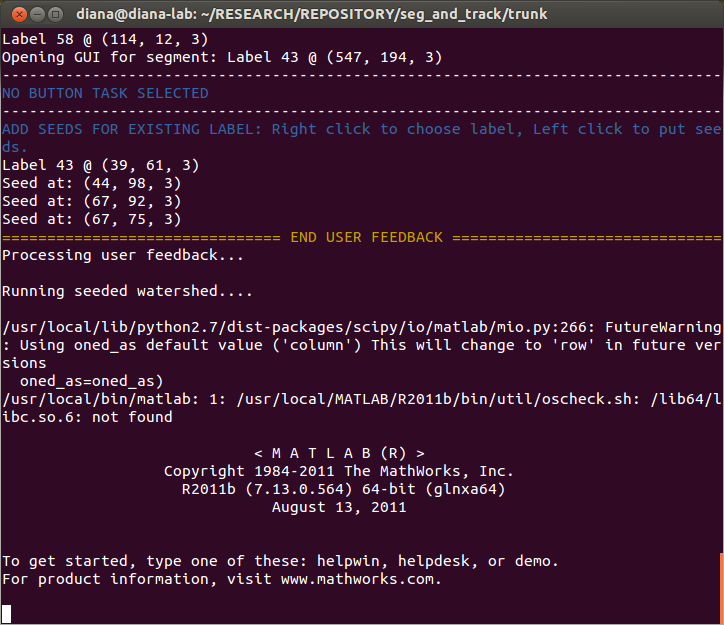 diana@diana-lab: ~/RESEARCH/REPOSITORY/seg_and_track/trunk
Label 58 @ (114, 12, 3)
Opening GUI for segment: Label 43 @ (547, 194, 3)
--------------------------------------------------------------------------------
NO BUTTON TASK SELECTED
--------------------------------------------------------------------------------
ADD SEEDS FOR EXISTING LABEL: Right click to choose label, Left click to put see
ds.
Label 43 @ (39, 61, 3)
Seed at: (44, 98, 3)
Seed at: (67, 92, 3)
Seed at: (67, 75, 3)
=============================== END USER FEEDBACK ==============================
Processing user feedback...
Running seeded watershed....
/usr/local/lib/python2.7/dist-packages/scipy/io/matlab/mio.py:266: FutureWarning
: Using oned_as default value ('column') This will change to 'row' in future ver
sions
  oned_as=oned_as)
/usr/local/bin/matlab: 1: /usr/local/MATLAB/R2011b/bin/util/oscheck.sh: /lib64/l
ibc.so.6: not found
< M A T L A B (R) >
Copyright 1984-2011 The MathWorks, Inc.
R2011b (7.13.0.564) 64-bit (glnxa64)
August 13, 2011
To get started, type one of these: helpwin, helpdesk, or demo.
For product information, visit www.mathworks.com.